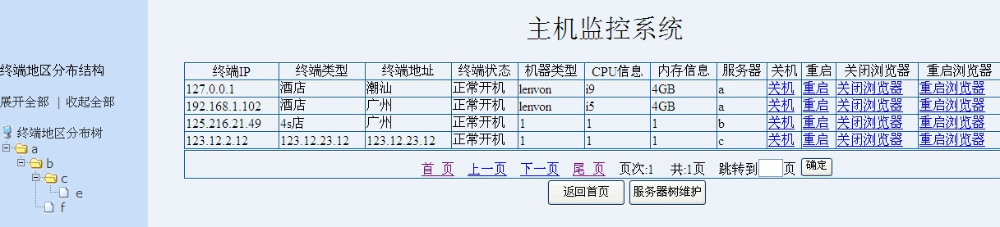 主机监控系统
终端地区分布结构
展开全部 | 收起全部
终端地区分布树
a
b
c
e
f
终端IP 终端类型 终端地址 终端状态 机器类型 CPU信息 内存信息 服务器 关机 重启 关闭浏览器 重启浏览器
127.0.0.1 酒店 潮汕 正常开机 lenvon i9 4GB a 关机 重启 关闭浏览器 重启浏览器
192.168.1.102 酒店 广州 正常开机 lenvon i5 4GB a 关机 重启 关闭浏览器 重启浏览器
125.216.21.49 4s店 广州 正常开机 1 1 1 b 关机 重启 关闭浏览器 重启浏览器
123.12.2.12 123.12.23.12 123.12.23.12 正常开机 1 1 1 c 关机 重启 关闭浏览器 重启浏览器
首 页 上一页 下一页 尾 页 页次:1 共:1页 跳转到 页 确定
返回首页 服务器树维护